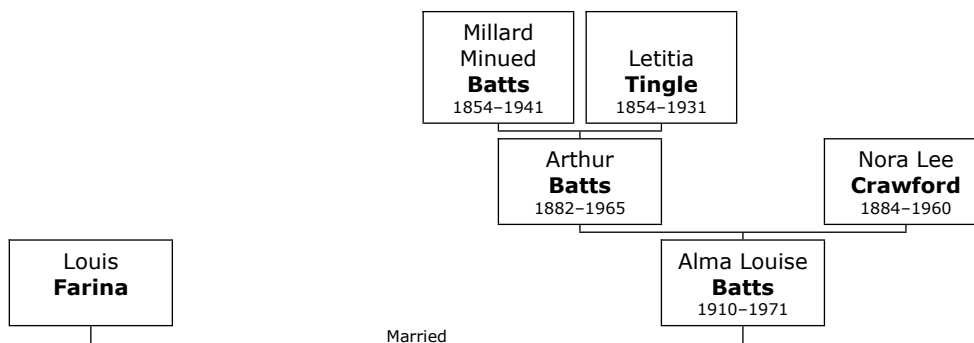 Millard
Minued
Batts
1854–1941
Letitia
Tingle
1854–1931
Arthur
Batts
1882–1965
Nora Lee
Crawford
1884–1960
Louis
Farina
Alma Louise
Batts
1910–1971
Married